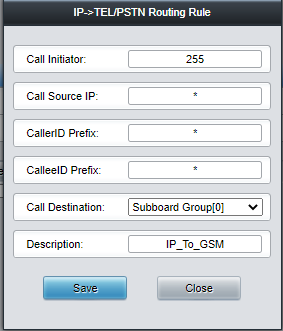 IP->TEL/PSTN Routing Rule
Call Initiator: 255
Call Source IP: *
CallerID Prefix: *
CalleeID Prefix: *
Call Destination: Subboard Group[0]
Description: IP_To_GSM
Save Close